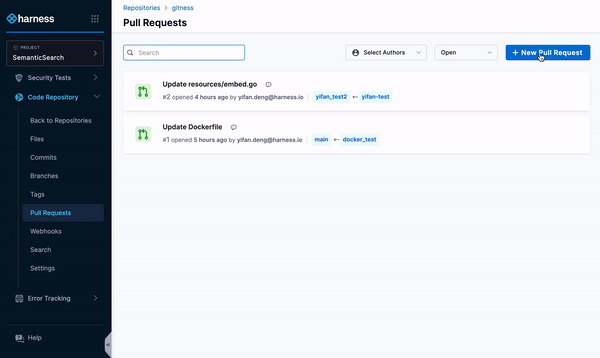 harness
PROJECT
SemanticSearch
Security Tests
Code Repository
Back to Repositories
Files
Commits
Branches
Tags
Pull Requests
Webhooks
Search
Settings
Error Tracking
Help
Repositories > gitness
Pull Requests
Search
Select Authors
Open
+ New Pull Request
Update resources/embed.go
#2 opened 4 hours ago by yifan.deng@harness.io | yifan_test2 ← yifan-test
Update Dockerfile
#1 opened 5 hours ago by yifan.deng@harness.io | main ← docker_test